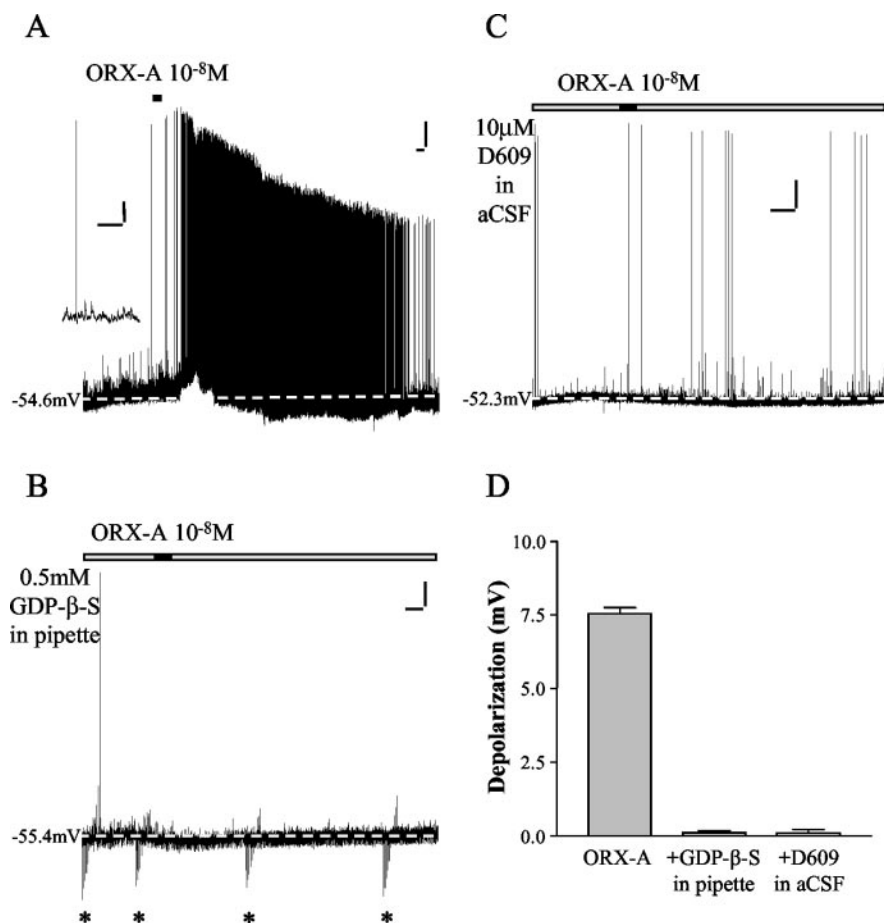 A
ORX-A 10⁻⁸M
-54.6mV
B
ORX-A 10⁻⁸M
0.5mM
GDP-β-S
in pipette
-55.4mV
* * * *
C
ORX-A 10⁻⁸M
10μM
D609
in
aCSF
-52.3mV
D
Depolarization (mV)
10.0
7.5
5.0
2.5
0.0
ORX-A
+GDP-β-S
in pipette
+D609
in aCSF